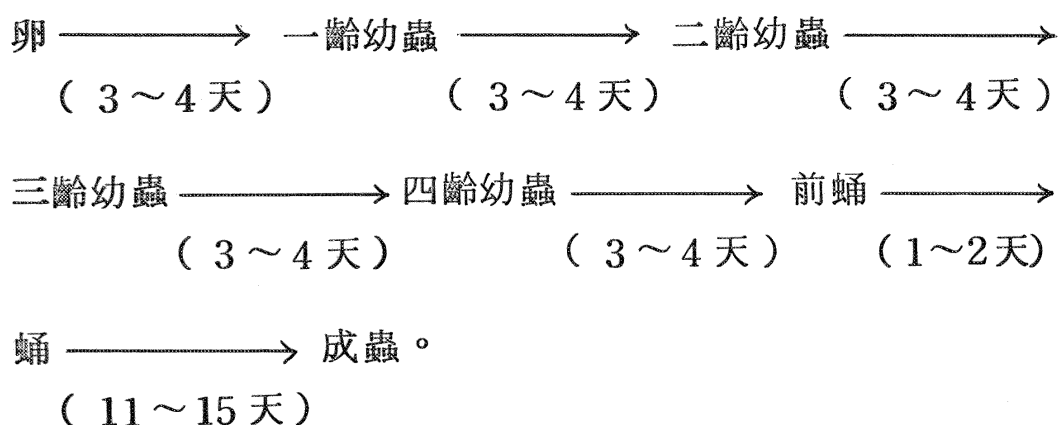 卵 ⟶ 一齡幼蟲 ⟶ 二齡幼蟲 ⟶
( 3～4天 ) ( 3～4天 ) ( 3～4天 )
三齡幼蟲 ⟶ 四齡幼蟲 ⟶ 前蛹 ⟶
( 3～4天 ) ( 3～4天 ) (1～2天)
蛹 ⟶ 成蟲。
( 11～15天 )